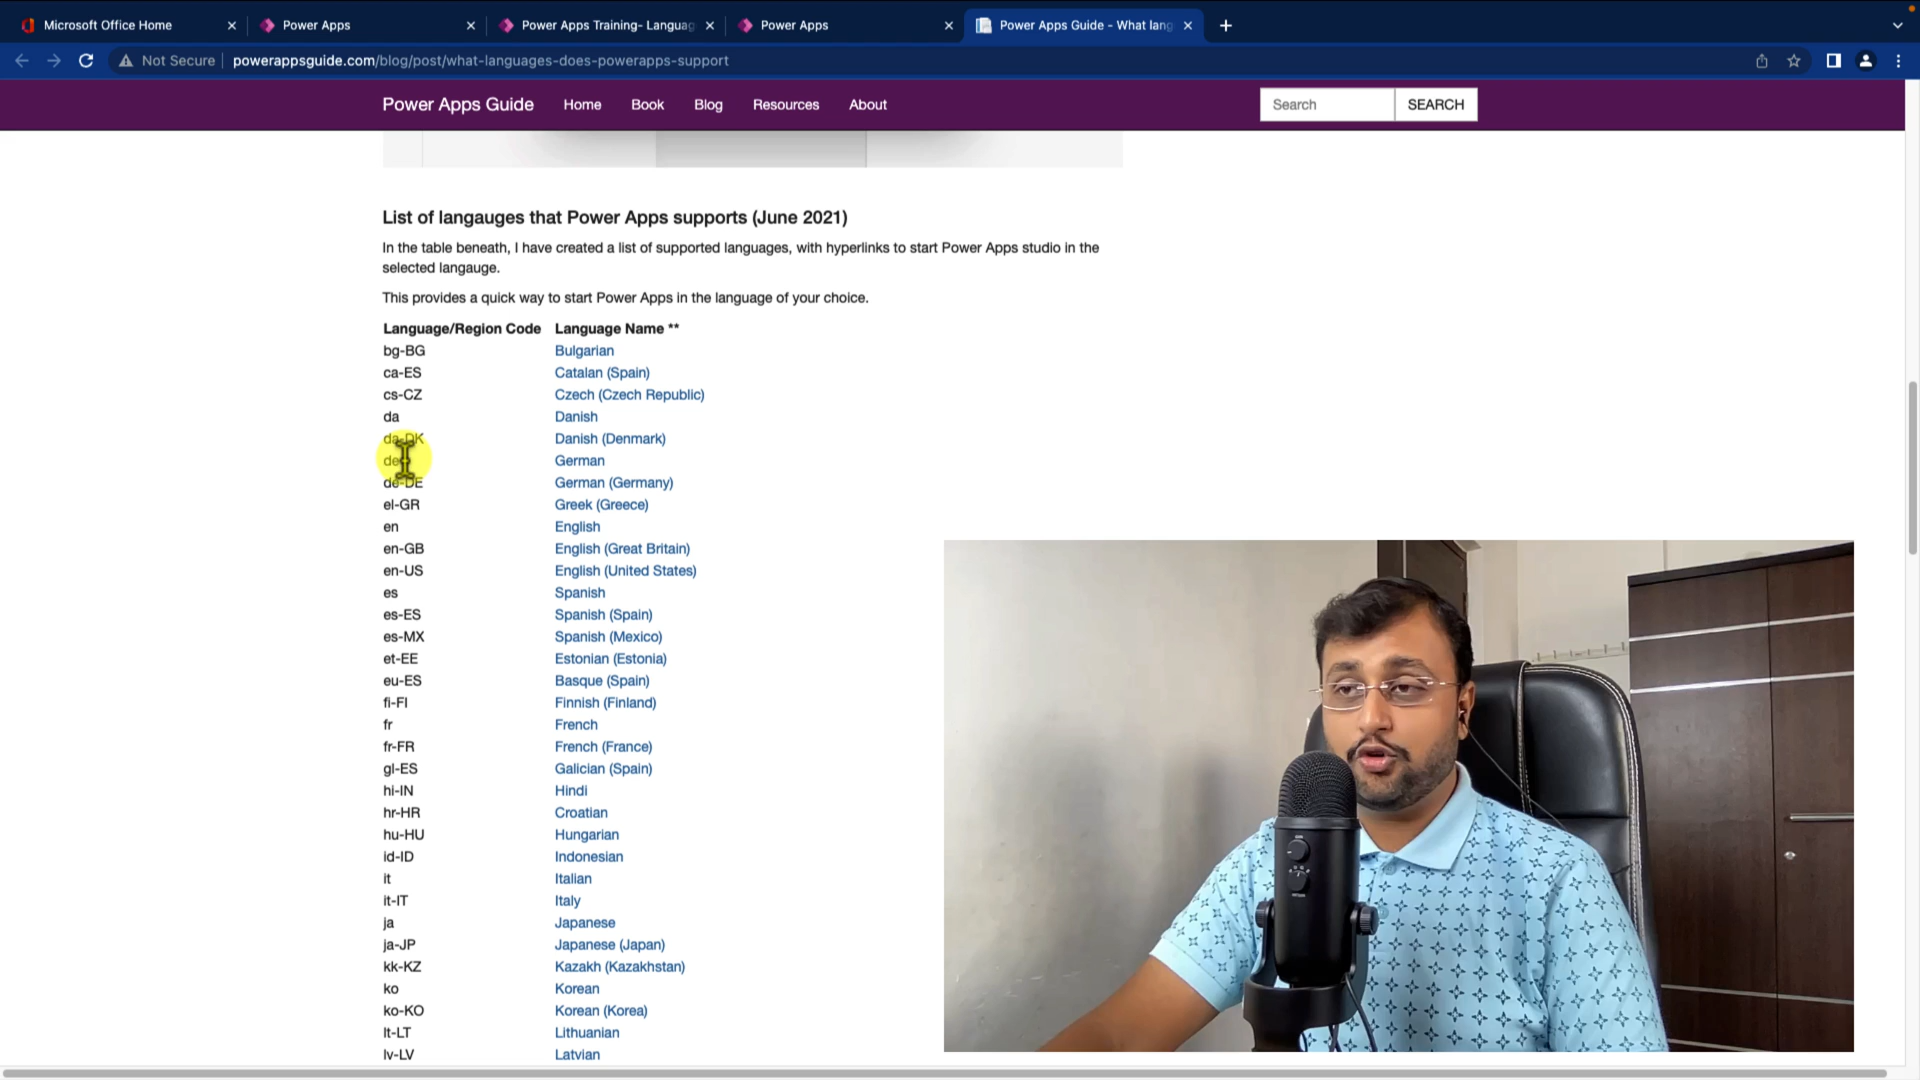 Microsoft Office Home
Power Apps
Power Apps Training- Languag
Power Apps
Power Apps Guide - What lang
Not Secure
powerappsguide.com/blog/post/what-languages-does-powerapps-support
Power Apps Guide
Home
Book
Blog
Resources
About
Search
SEARCH
List of langauges that Power Apps supports (June 2021)
In the table beneath, I have created a list of supported languages, with hyperlinks to start Power Apps studio in the
selected langauge.
This provides a quick way to start Power Apps in the language of your choice.
Language/Region Code Language Name **
bg-BG Bulgarian
ca-ES Catalan (Spain)
cs-CZ Czech (Czech Republic)
da Danish
da-DK Danish (Denmark)
de German
de-DE German (Germany)
el-GR Greek (Greece)
en English
en-GB English (Great Britain)
en-US English (United States)
es Spanish
es-ES Spanish (Spain)
es-MX Spanish (Mexico)
et-EE Estonian (Estonia)
eu-ES Basque (Spain)
fi-FI Finnish (Finland)
fr French
fr-FR French (France)
gl-ES Galician (Spain)
hi-IN Hindi
hr-HR Croatian
hu-HU Hungarian
id-ID Indonesian
it Italian
it-IT Italy
ja Japanese
ja-JP Japanese (Japan)
kk-KZ Kazakh (Kazakhstan)
ko Korean
ko-KO Korean (Korea)
lt-LT Lithuanian
lv-LV Latvian